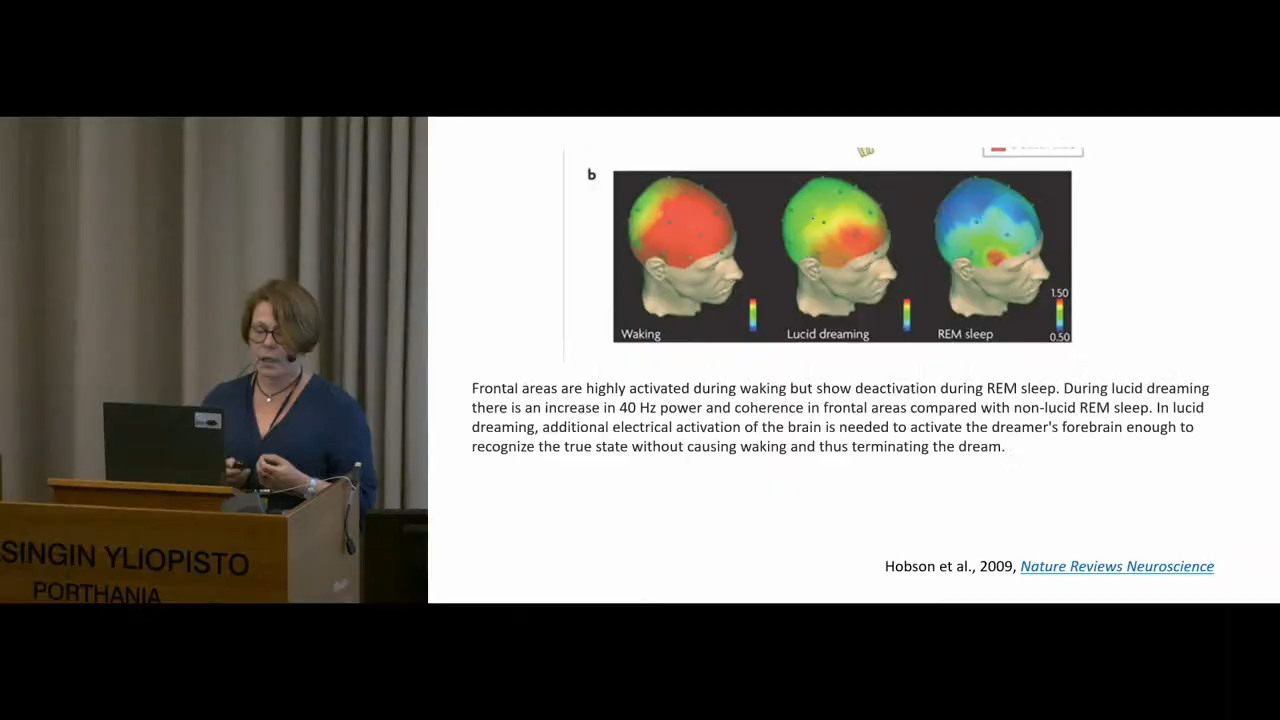 b
Waking
Lucid dreaming
REM sleep
1.50
0.50
Frontal areas are highly activated during waking but show deactivation during REM sleep. During lucid dreaming
there is an increase in 40 Hz power and coherence in frontal areas compared with non-lucid REM sleep. In lucid
dreaming, additional electrical activation of the brain is needed to activate the dreamer's forebrain enough to
recognize the true state without causing waking and thus terminating the dream.
Hobson et al., 2009, Nature Reviews Neuroscience
SINGIN YLIOPISTO
PORTHANIA